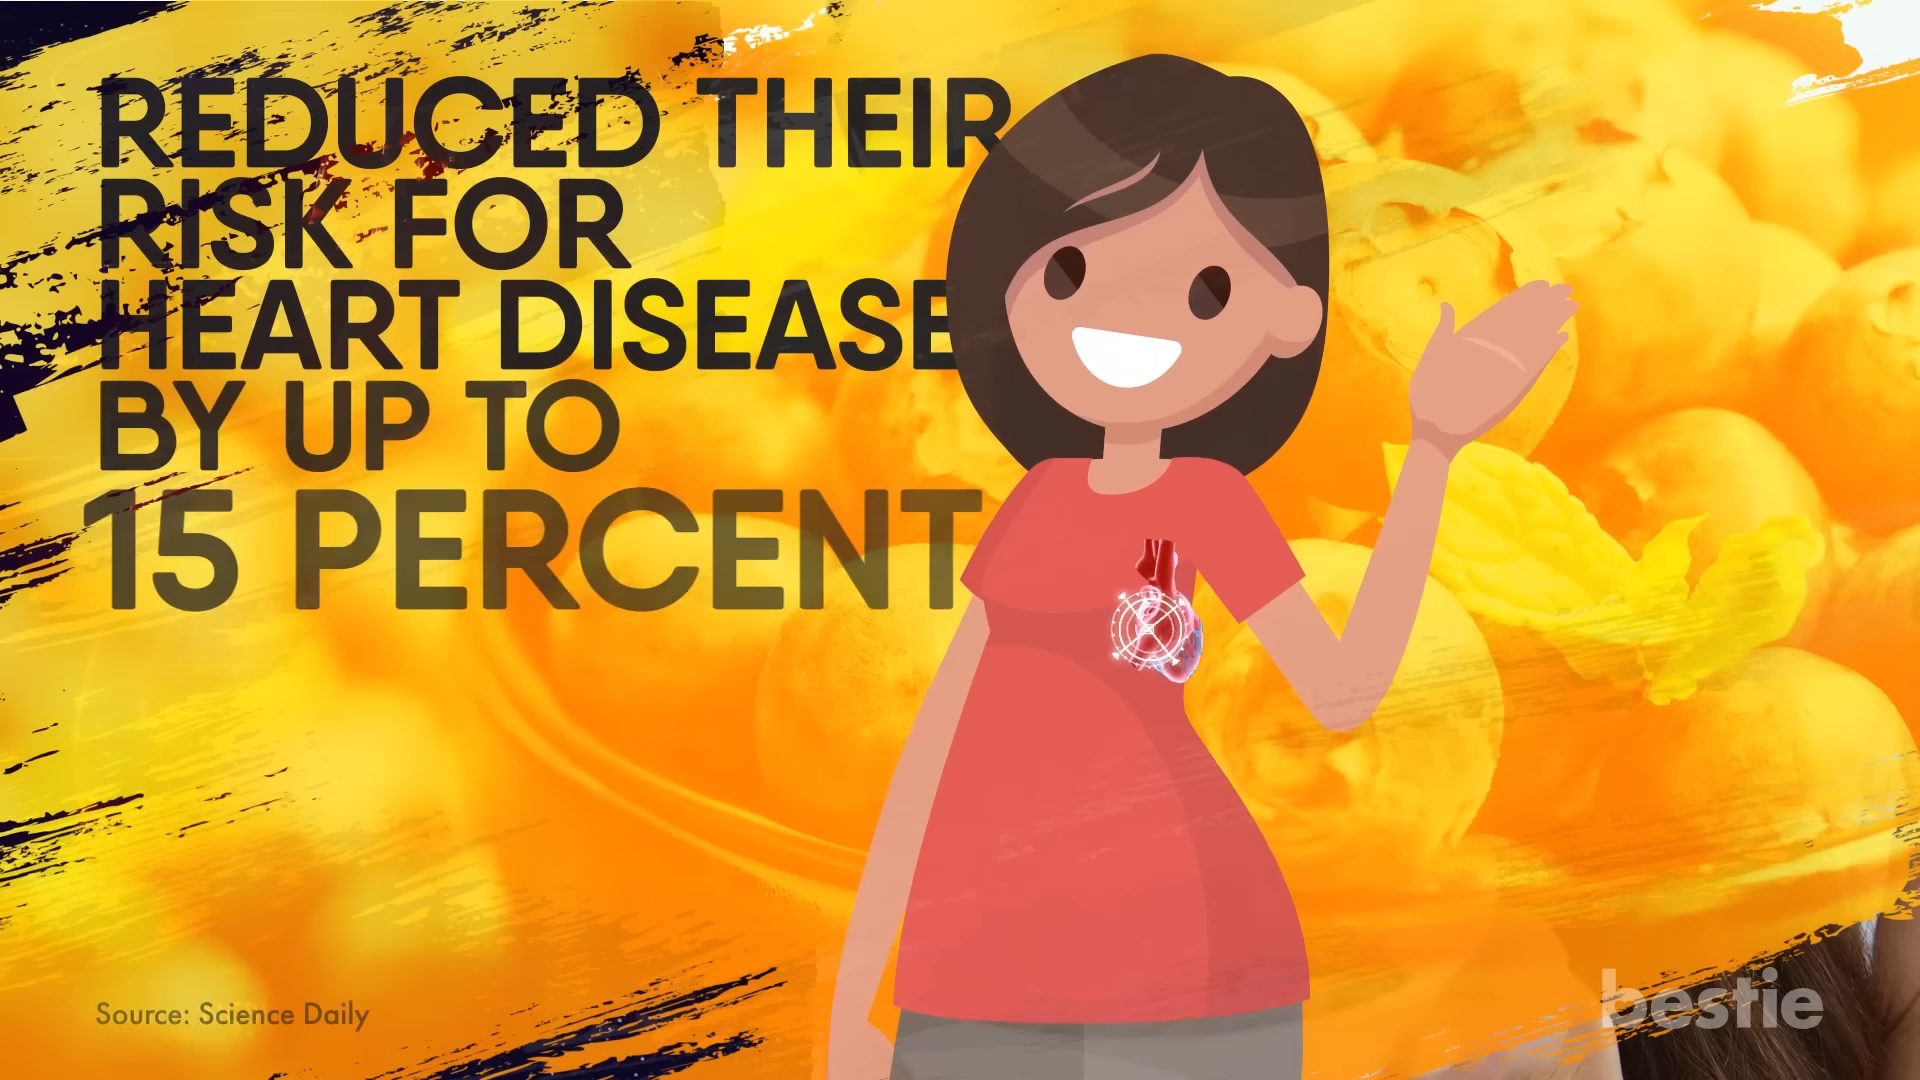 REDUCED THEIR
RISK FOR
HEART DISEASE
BY UP TO
15 PERCENT
Source: Science Daily
bestie